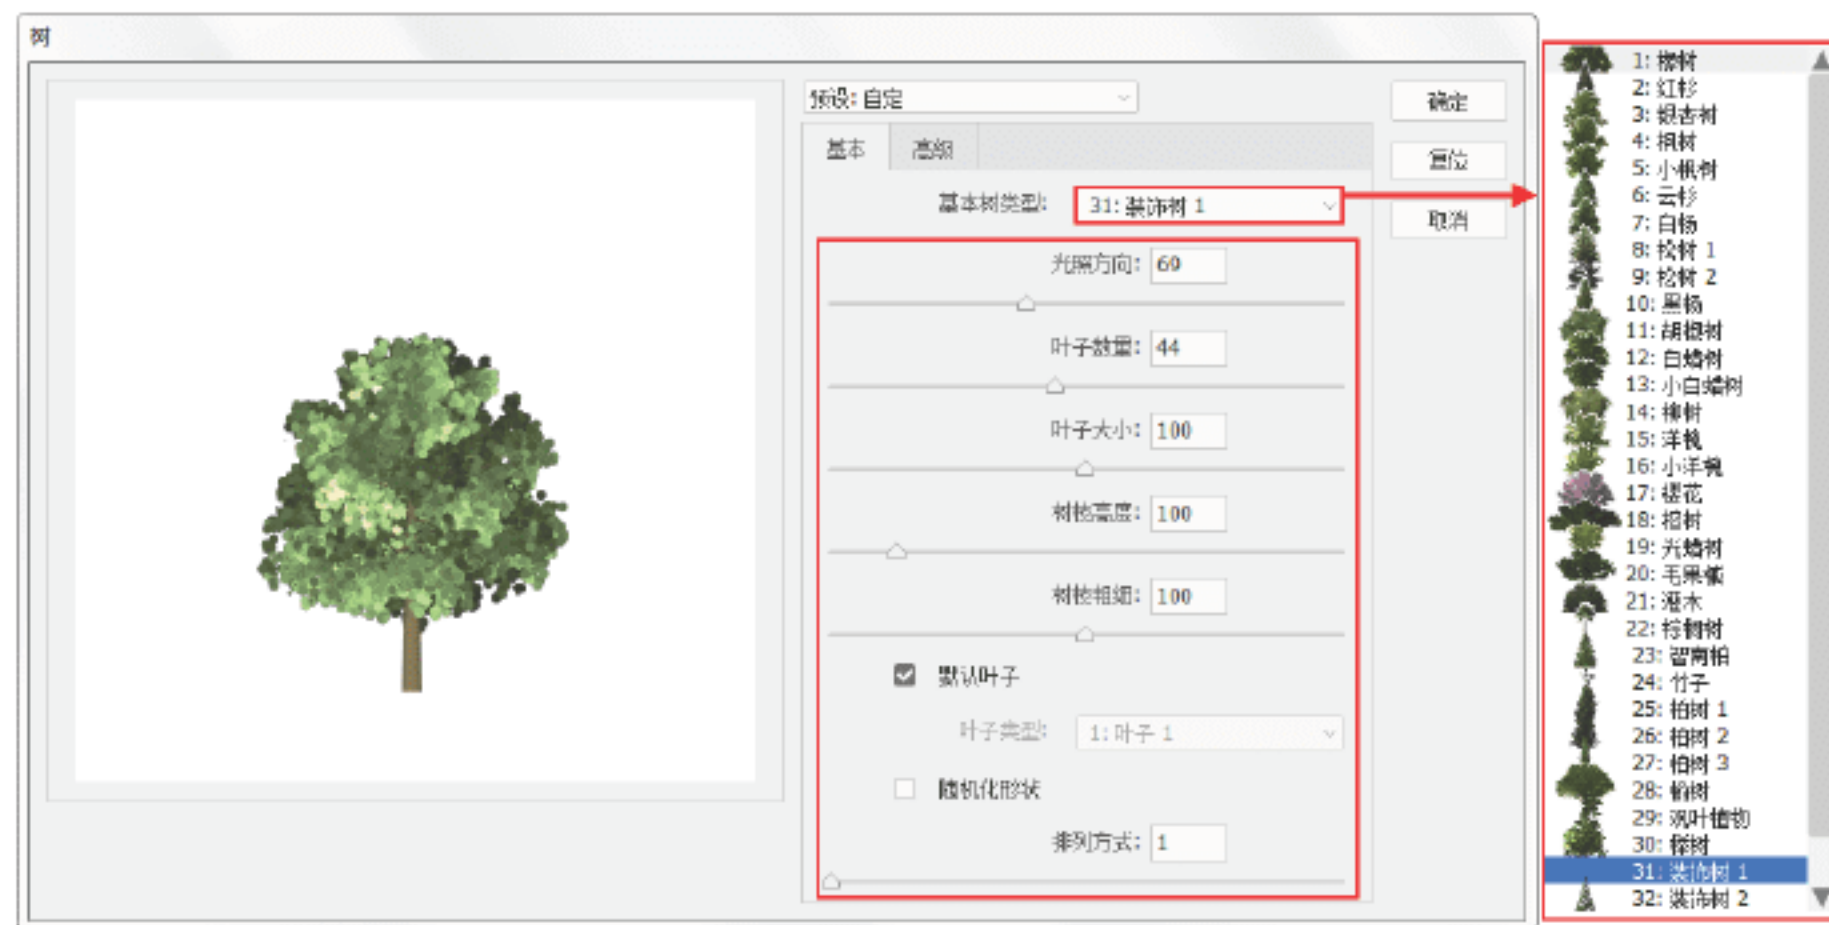 树
预设: 自定
确定
基本
高级
复位
基本树类型:
31: 装饰树 1
取消
光照方向:
60
叶子数量:
44
叶子大小:
100
树枝高度:
100
树枝粗细:
100
默认叶子
叶子类型:
1: 叶子 1
随机化形状
排列方式:
1
1: 橡树
2: 红杉
3: 银杏树
4: 枫树
5: 小枫树
6: 云杉
7: 白杨
8: 松树 1
9: 松树 2
10: 黑杨
11: 胡椒树
12: 白蜡树
13: 小白蜡树
14: 柳树
15: 洋槐
16: 小洋槐
17: 樱花
18: 榕树
19: 光蜡树
20: 毛果槭
21: 灌木
22: 棕榈树
23: 智南柏
24: 竹子
25: 柏树 1
26: 柏树 2
27: 柏树 3
28: 榆树
29: 观叶植物
30: 榉树
31: 装饰树 1
32: 装饰树 2